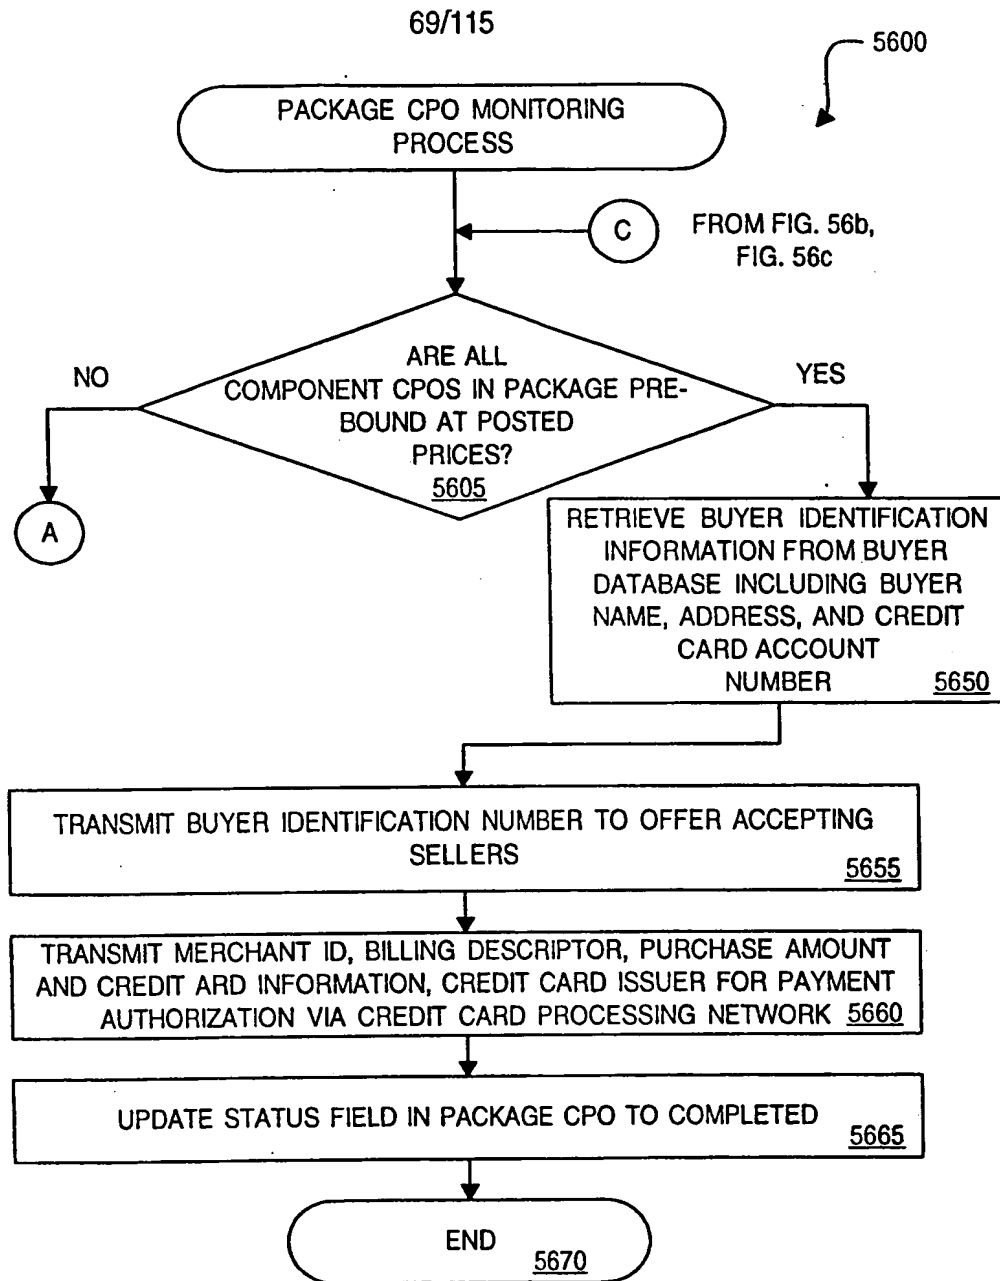 69/115
5600
PACKAGE CPO MONITORING
PROCESS
C
FROM FIG. 56b,
FIG. 56c
ARE ALL
COMPONENT CPOS IN PACKAGE PRE-
BOUND AT POSTED
PRICES?
5605
NO
YES
A
RETRIEVE BUYER IDENTIFICATION
INFORMATION FROM BUYER
DATABASE INCLUDING BUYER
NAME, ADDRESS, AND CREDIT
CARD ACCOUNT
NUMBER 5650
TRANSMIT BUYER IDENTIFICATION NUMBER TO OFFER ACCEPTING
SELLERS
5655
TRANSMIT MERCHANT ID, BILLING DESCRIPTOR, PURCHASE AMOUNT
AND CREDIT ARD INFORMATION, CREDIT CARD ISSUER FOR PAYMENT
AUTHORIZATION VIA CREDIT CARD PROCESSING NETWORK 5660
UPDATE STATUS FIELD IN PACKAGE CPO TO COMPLETED
5665
END
5670